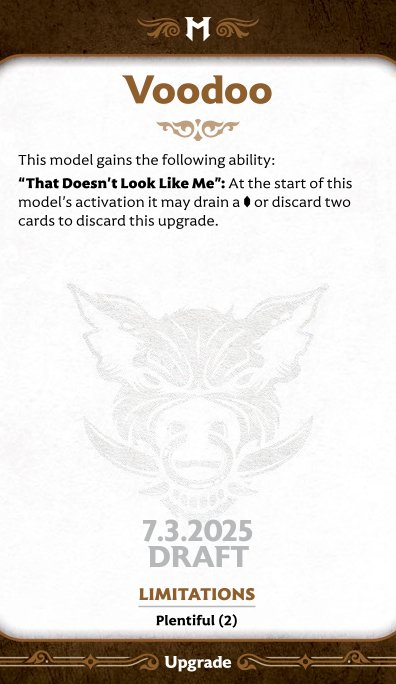 M
Voodoo
This model gains the following ability:
“That Doesn’t Look Like Me”: At the start of this
model’s activation it may drain a or discard two
cards to discard this upgrade.
7.3.2025
DRAFT
LIMITATIONS
Plentiful (2)
Upgrade